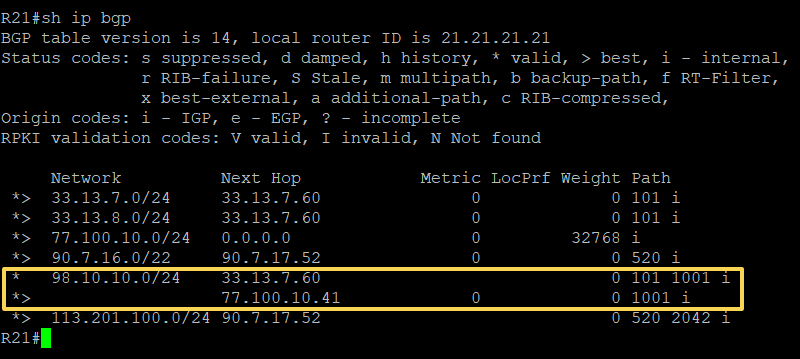 R21#sh ip bgp
BGP table version is 14, local router ID is 21.21.21.21
Status codes: s suppressed, d damped, h history, * valid, > best, i - internal,
              r RIB-failure, S Stale, m multipath, b backup-path, f RT-Filter,
              x best-external, a additional-path, c RIB-compressed,
Origin codes: i - IGP, e - EGP, ? - incomplete
RPKI validation codes: V valid, I invalid, N Not found

     Network          Next Hop            Metric LocPrf Weight Path
 *>  33.13.7.0/24     33.13.7.60               0             0 101 i
 *>  33.13.8.0/24     33.13.7.60               0             0 101 i
 *>  77.100.10.0/24   0.0.0.0                  0         32768 i
 *>  90.7.16.0/22     90.7.17.52               0             0 520 i
 *   98.10.10.0/24    33.13.7.60                             0 101 1001 i
 *>                   77.100.10.41             0             0 1001 i
 *>  113.201.100.0/24 90.7.17.52                             0 520 2042 i
R21#